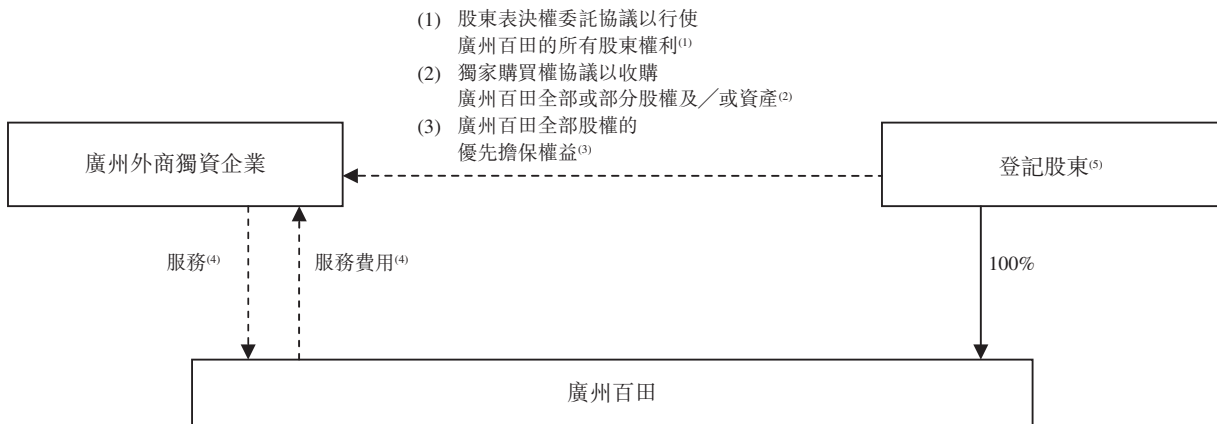 (1) 股東表決權委託協議以行使
廣州百田的所有股東權利(1)
(2) 獨家購買權協議以收購
廣州百田全部或部分股權及／或資產(2)
(3) 廣州百田全部股權的
優先擔保權益(3)
廣州外商獨資企業
登記股東(5)
服務(4)
服務費用(4)
100%
廣州百田